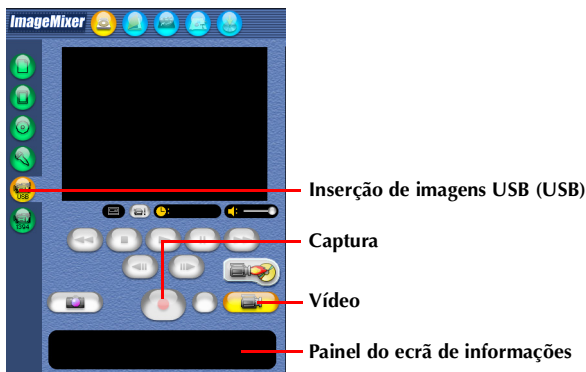 ImageMixer
USB
1394
Inserção de imagens USB (USB)
Captura
Vídeo
Painel do ecrã de informações